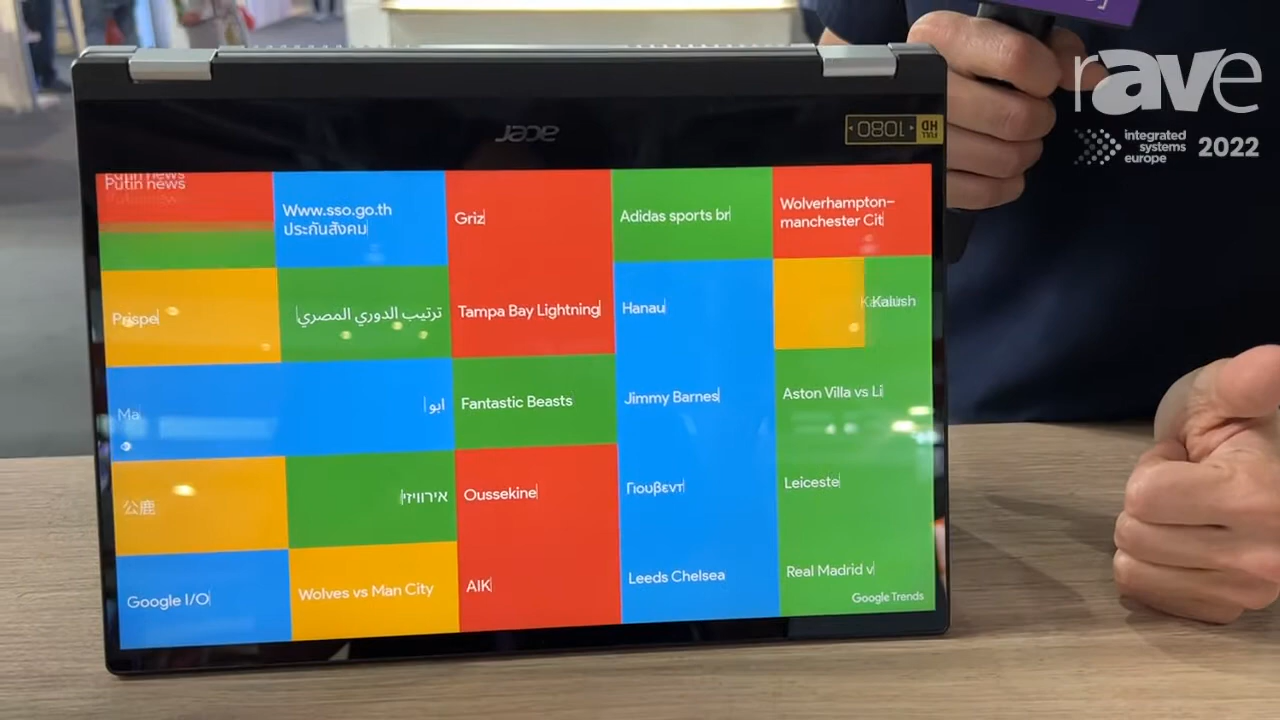 rAVe
integrated
systems
europe
2022
acer
FULL HD
1080
Putin news
Www.sso.go.th
ประกันสังคม
Griz
Adidas sports br
Wolverhampton–
manchester Cit
Prispe
ترتيب الدوري المصري
Tampa Bay Lightning
Hanau
Kalush
Ma
ابو
Fantastic Beasts
Jimmy Barnes
Aston Villa vs Li
公鹿
אירוויזי
Oussekine
Γιουβεντ
Leiceste
Google I/O
Wolves vs Man City
AIK
Leeds Chelsea
Real Madrid v
Google Trends